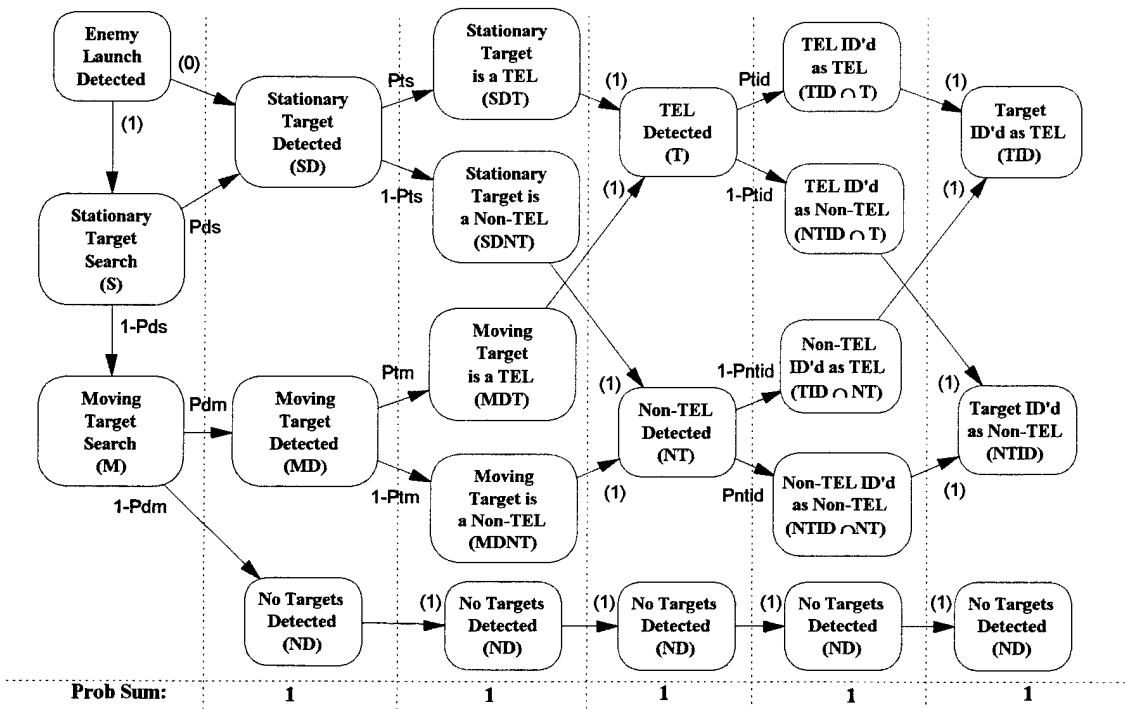 Enemy
Launch
Detected
(0)
(1)
Stationary
Target
Search
(S)
Pds
1-Pds
Moving
Target
Search
(M)
Pdm
1-Pdm
Stationary
Target
Detected
(SD)
Pts
1-Pts
Moving
Target
Detected
(MD)
Ptm
1-Ptm
No Targets
Detected
(ND)
Stationary
Target
is a TEL
(SDT)
(1)
Stationary
Target is
a Non-TEL
(SDNT)
(1)
Moving
Target
is a TEL
(MDT)
(1)
Moving
Target is
a Non-TEL
(MDNT)
(1)
(1)
No Targets
Detected
(ND)
TEL
Detected
(T)
Ptid
1-Ptid
Non-TEL
Detected
(NT)
1-Pntid
Pntid
(1)
No Targets
Detected
(ND)
TEL ID'd
as TEL
(TID ∩ T)
(1)
TEL ID'd
as Non-TEL
(NTID ∩ T)
(1)
Non-TEL
ID'd as TEL
(TID ∩ NT)
(1)
Non-TEL ID'd
as Non-TEL
(NTID ∩NT)
(1)
(1)
No Targets
Detected
(ND)
Target
ID'd as TEL
(TID)
Target ID'd
as Non-TEL
(NTID)
(1)
No Targets
Detected
(ND)
Prob Sum: 1 1 1 1 1